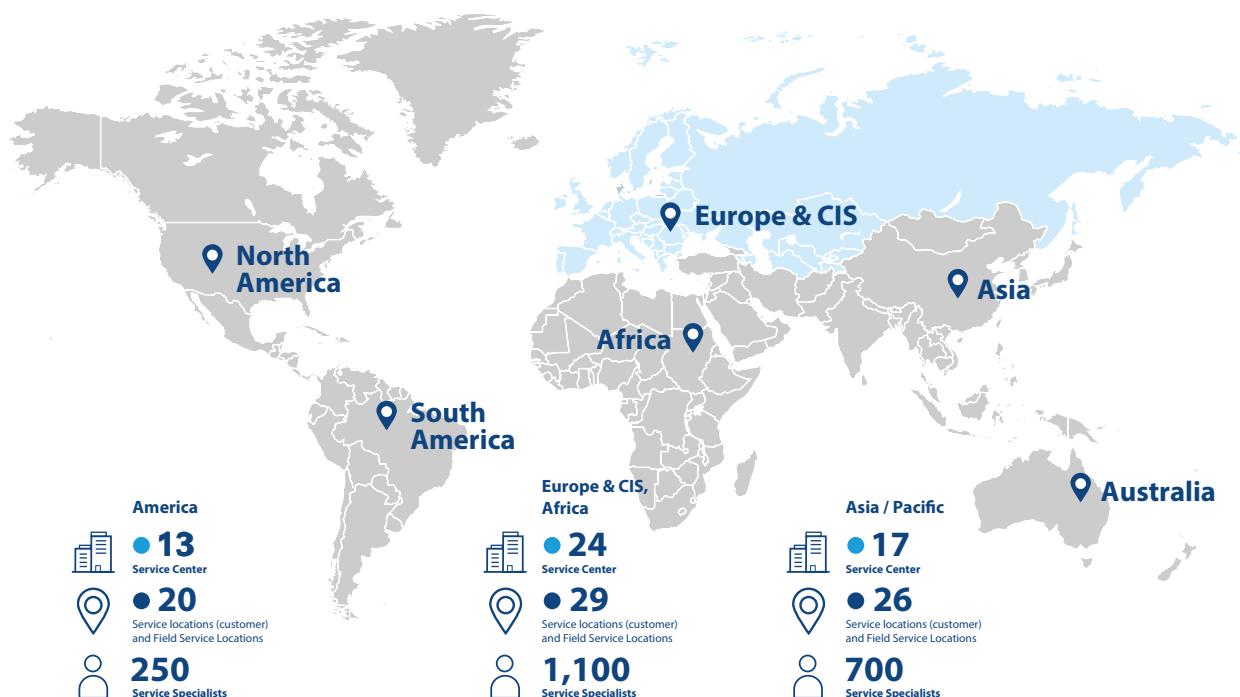 Europe & CIS
North
America
Asia
Africa
South
America
Australia
America
13
Service Center
20
Service locations (customer)
and Field Service Locations
250
Service Specialists
Europe & CIS,
Africa
24
Service Center
29
Service locations (customer)
and Field Service Locations
1,100
Service Specialists
Asia / Pacific
17
Service Center
26
Service locations (customer)
and Field Service Locations
700
Service Specialists